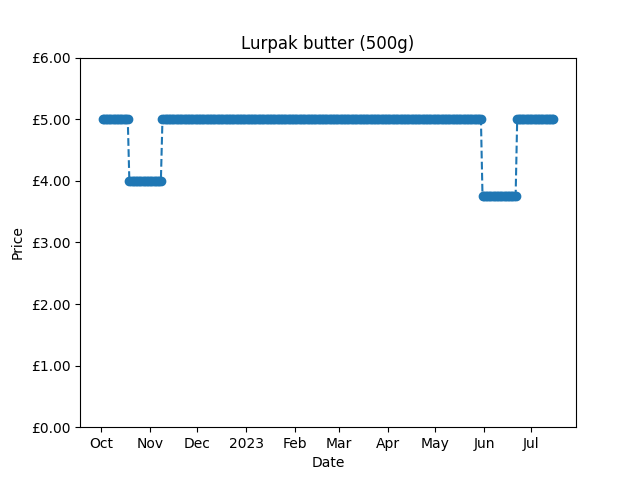 Lurpak butter (500g)
£6.00
£5.00
£4.00
£3.00
£2.00
£1.00
£0.00
Price
Oct Nov Dec 2023 Feb Mar Apr May Jun Jul
Date